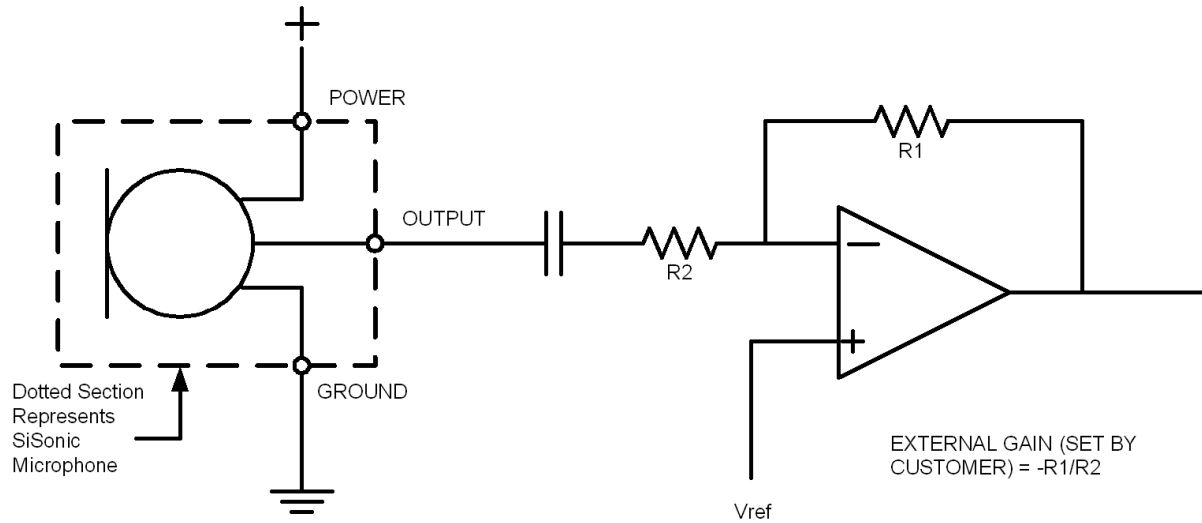 POWER
R1
OUTPUT
R2
GROUND
Dotted Section
Represents
SiSonic
Microphone
EXTERNAL GAIN (SET BY
CUSTOMER) = -R1/R2
Vref